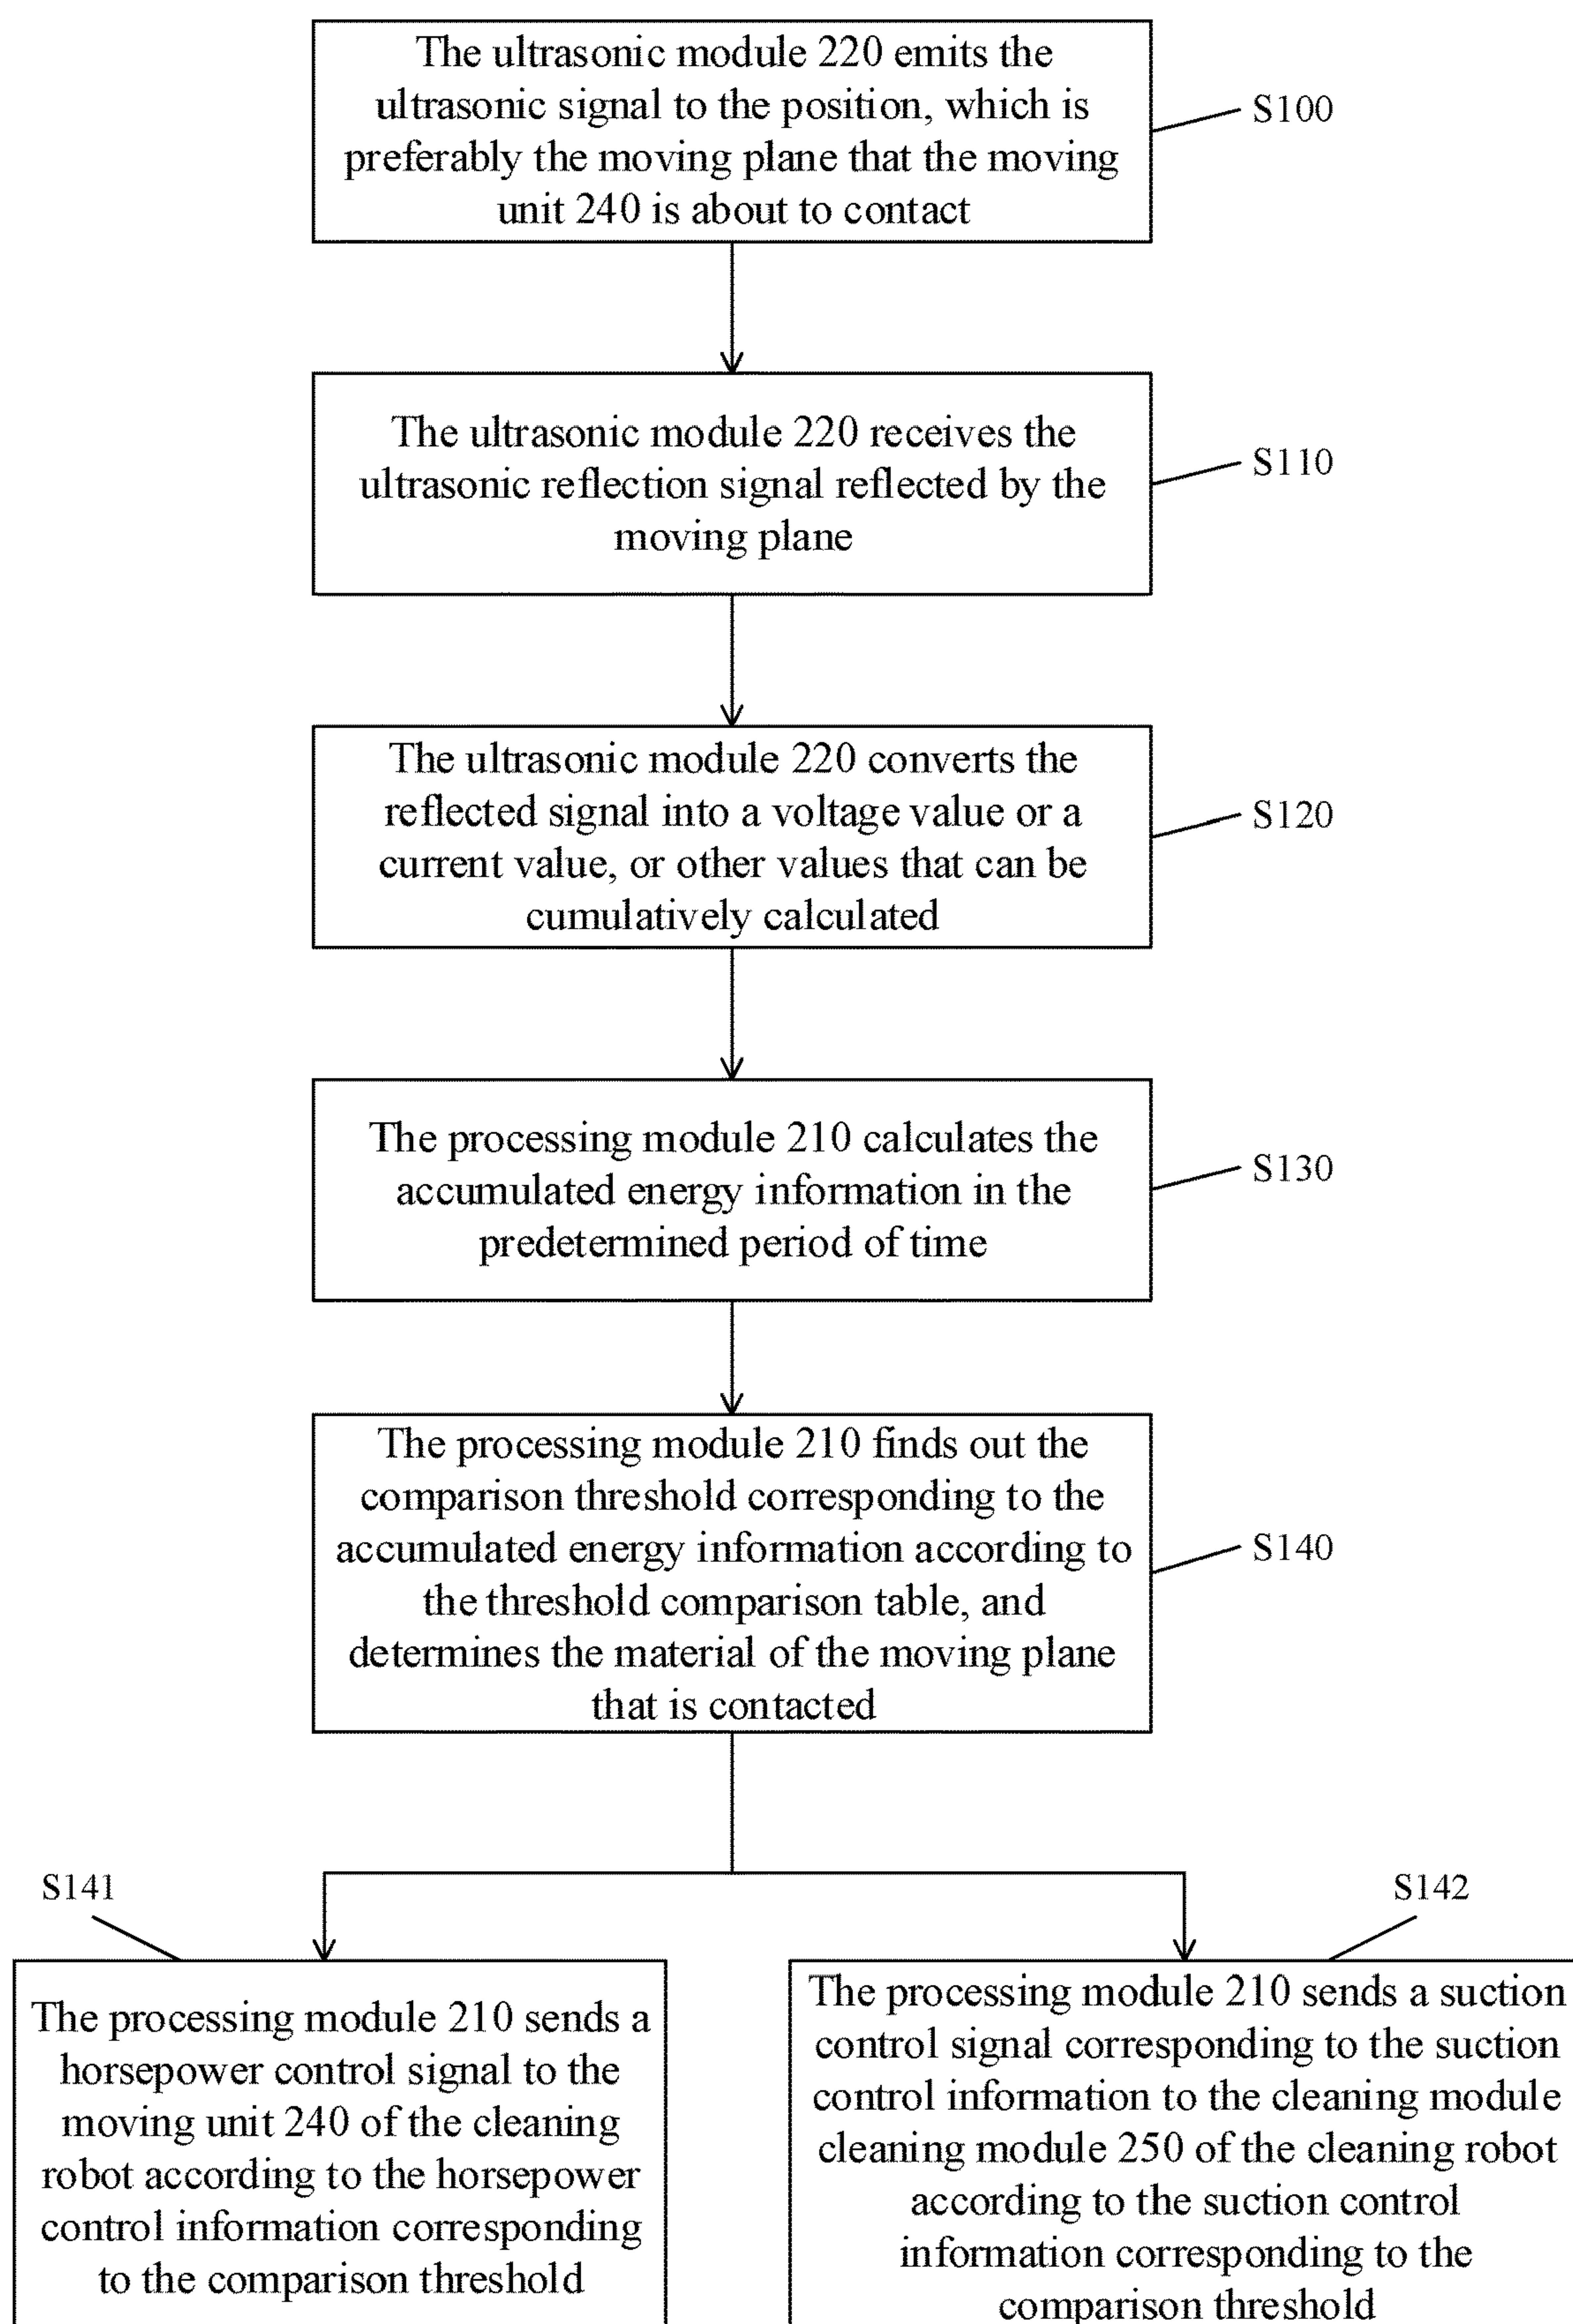 The ultrasonic module 220 emits the
ultrasonic signal to the position, which is
preferably the moving plane that the moving
unit 240 is about to contact
S100
The ultrasonic module 220 receives the
ultrasonic reflection signal reflected by the
moving plane
S110
The ultrasonic module 220 converts the
reflected signal into a voltage value or a
current value, or other values that can be
cumulatively calculated
S120
The processing module 210 calculates the
accumulated energy information in the
predetermined period of time
S130
The processing module 210 finds out the
comparison threshold corresponding to the
accumulated energy information according to
the threshold comparison table, and
determines the material of the moving plane
that is contacted
S140
S141
The processing module 210 sends a
horsepower control signal to the
moving unit 240 of the cleaning
robot according to the horsepower
control information corresponding
to the comparison threshold
S142
The processing module 210 sends a suction
control signal corresponding to the suction
control information to the cleaning module
cleaning module 250 of the cleaning robot
according to the suction control
information corresponding to the
comparison threshold